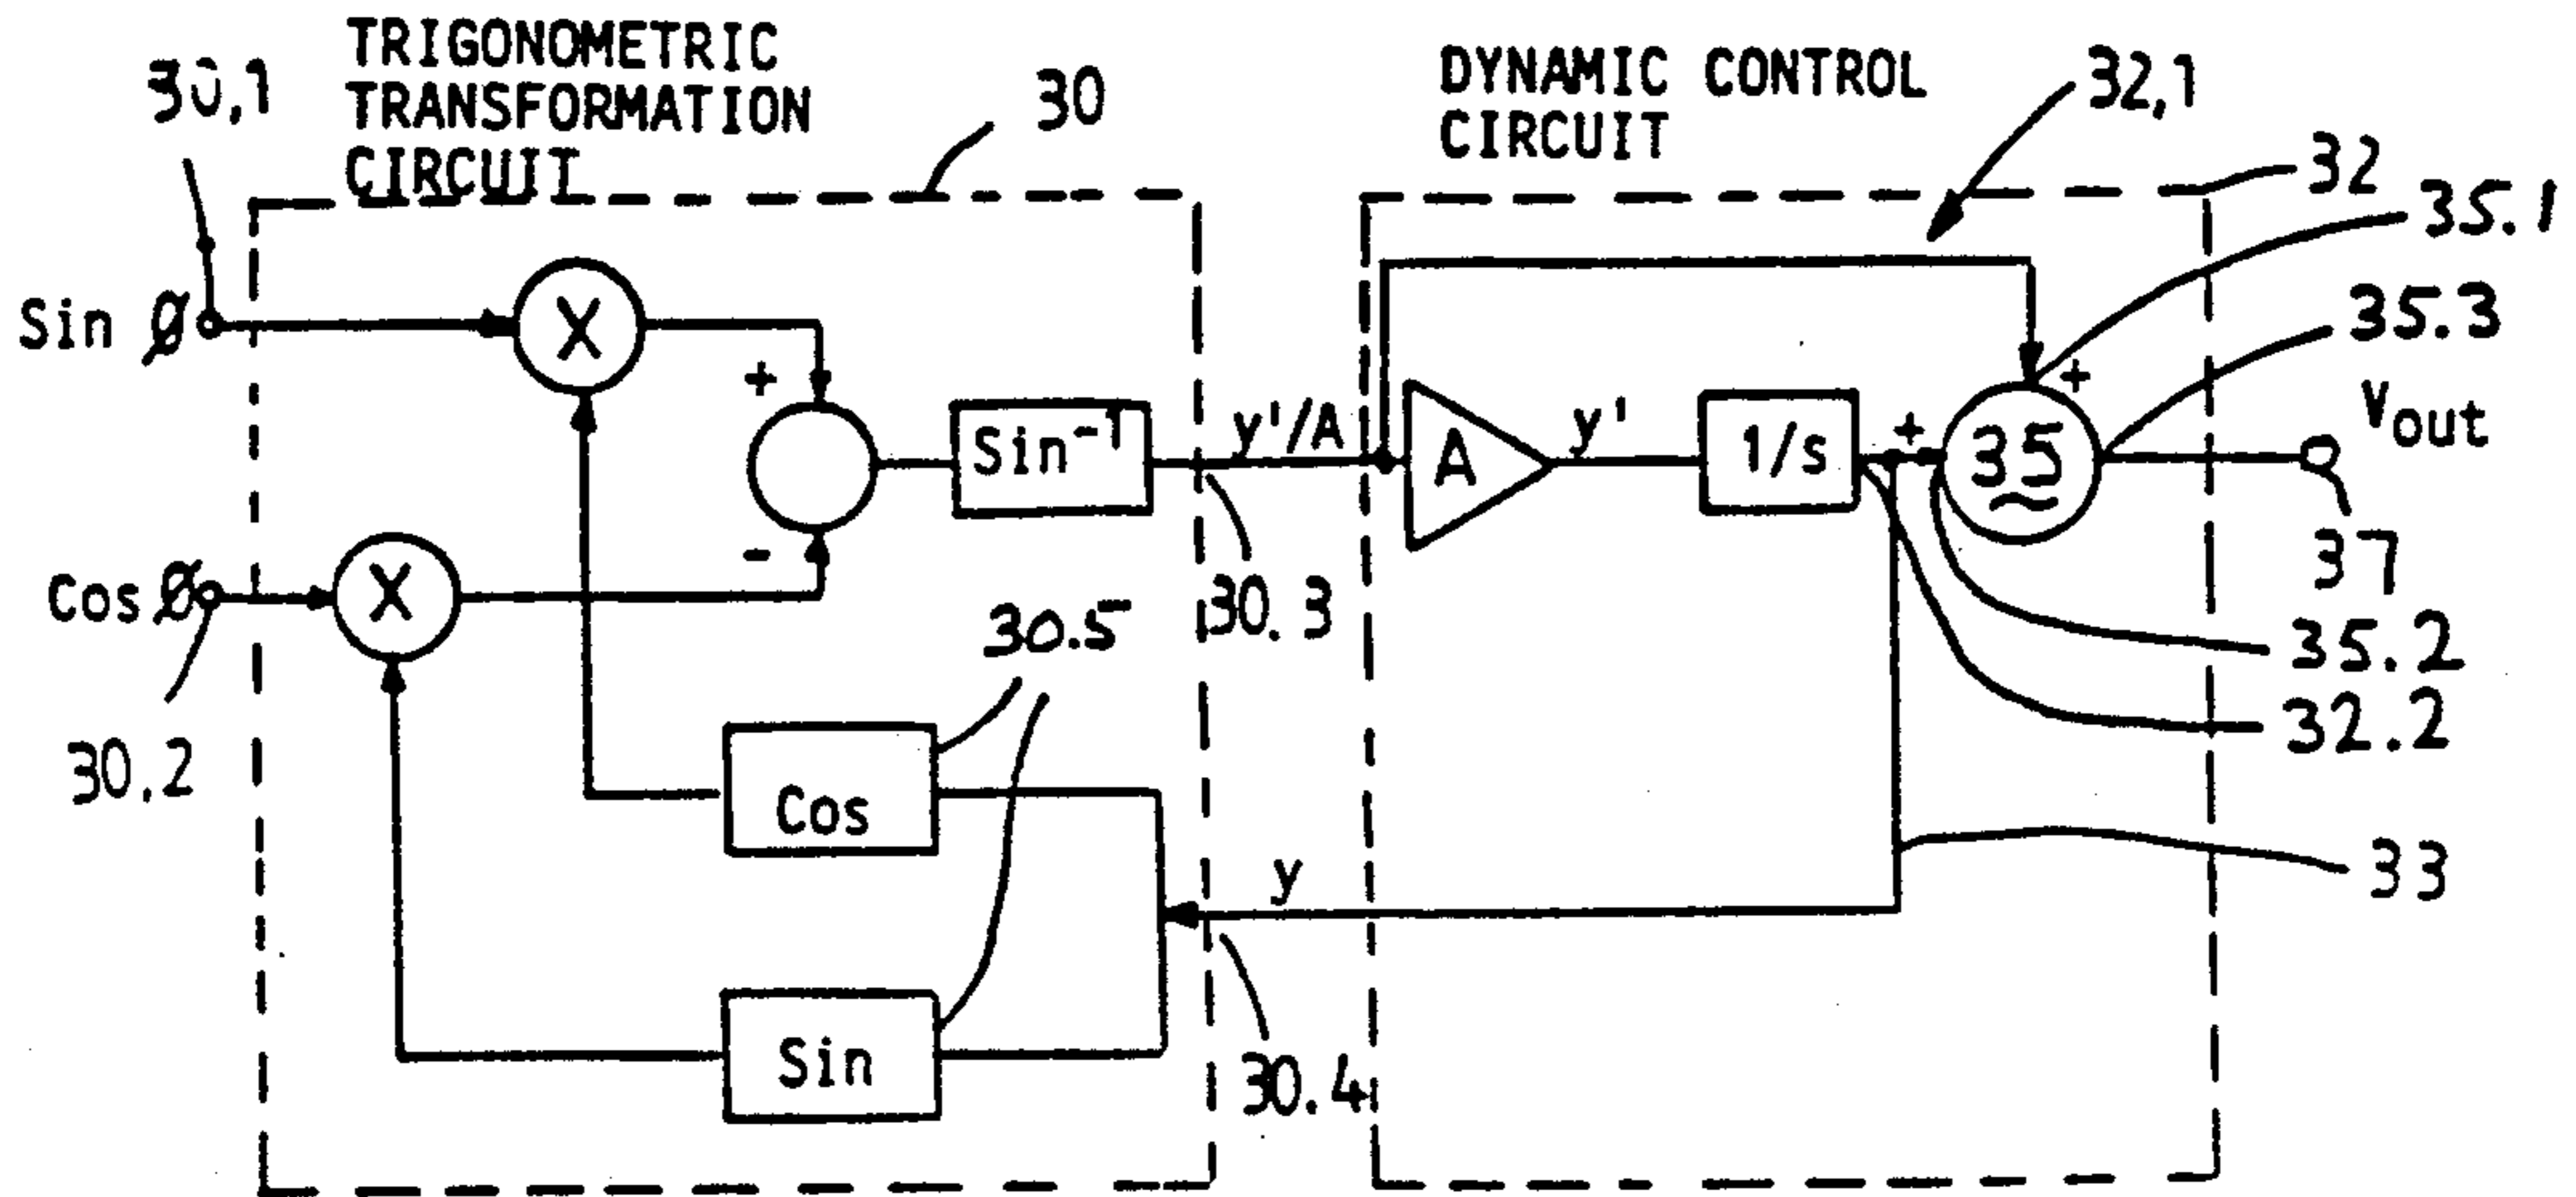 TRIGONOMETRIC
TRANSFORMATION
CIRCUIT
30,1
30
DYNAMIC CONTROL
CIRCUIT
32,1
32
35.1
35.3
Sin Ø
X
+
Sin⁻¹
y'/A
A
y'
1/s
+
35
+
Vout
37
Cos Ø
X
-
30.3
30.5
35.2
32.2
30.2
Cos
y
33
Sin
30.4